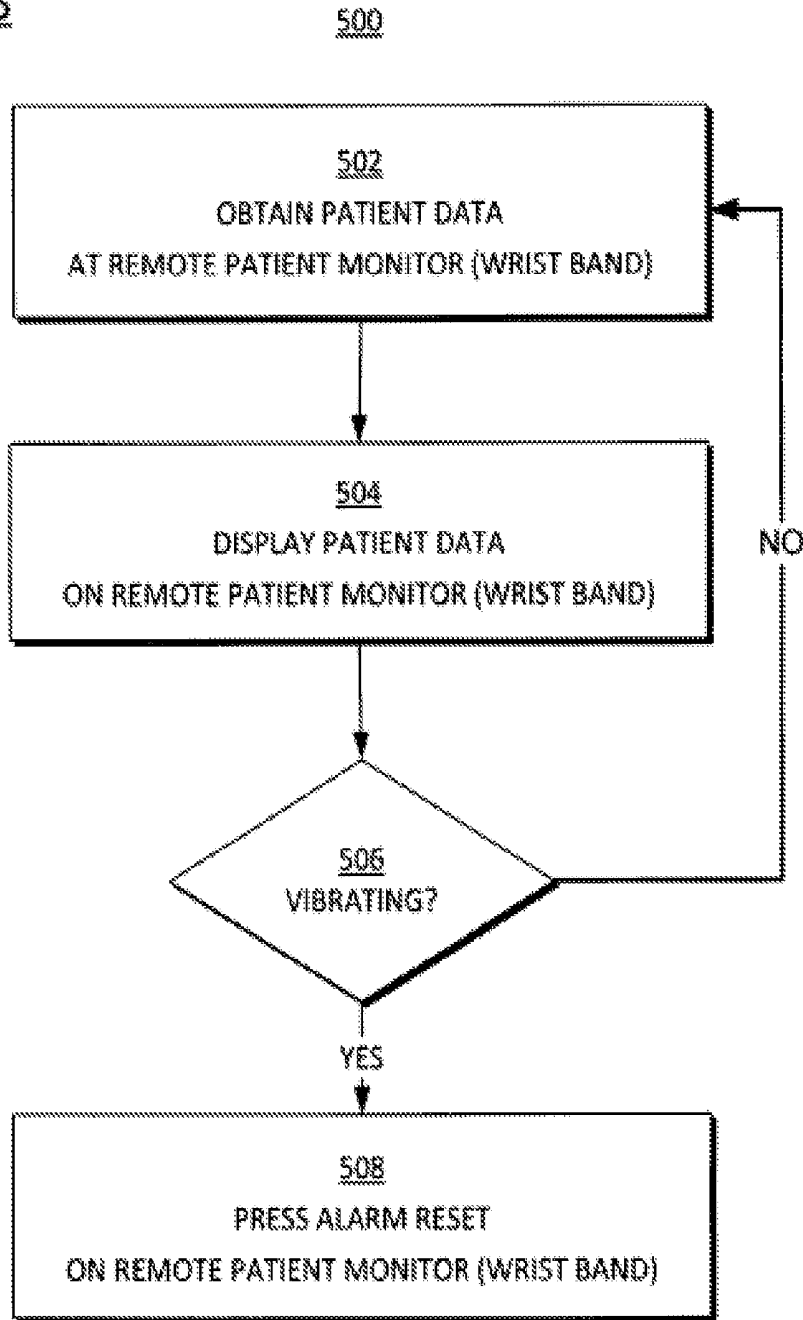 500
502
OBTAIN PATIENT DATA
AT REMOTE PATIENT MONITOR (WRIST BAND)
504
DISPLAY PATIENT DATA
ON REMOTE PATIENT MONITOR (WRIST BAND)
NO
506
VIBRATING?
YES
508
PRESS ALARM RESET
ON REMOTE PATIENT MONITOR (WRIST BAND)